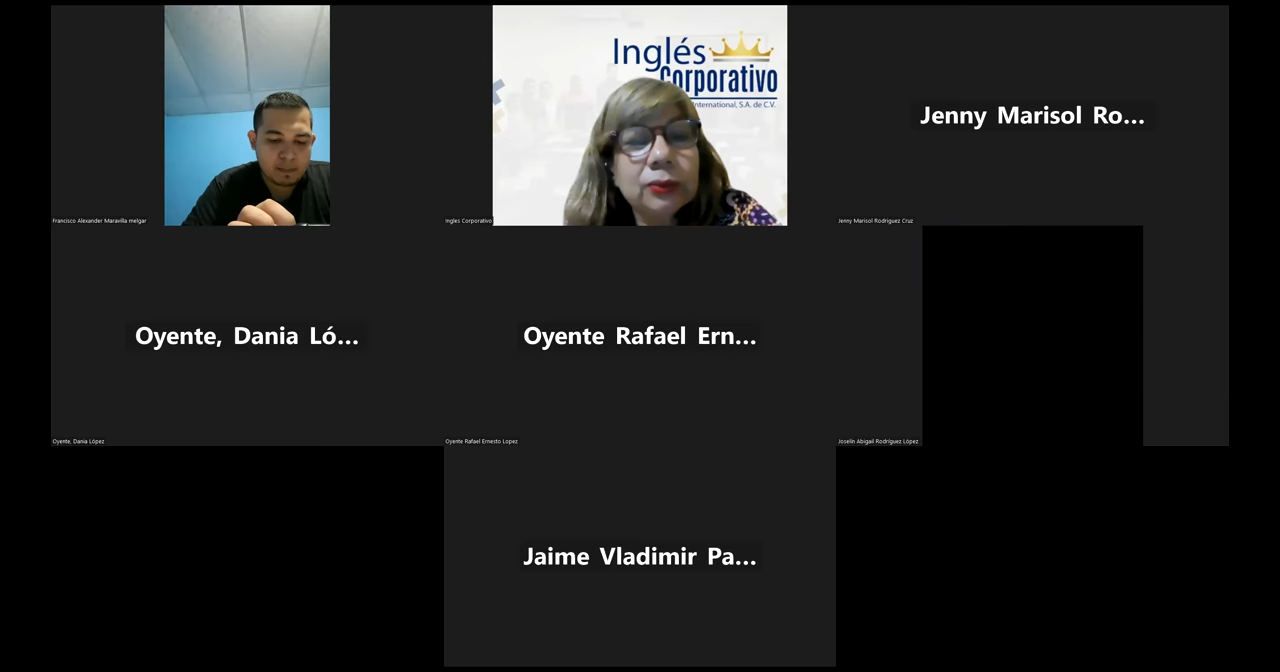 Inglés
Corporativo
International, S.A. de C.V.
Jenny Marisol Ro...
Francisco Alexander Maravilla melgar
Ingles Corporativo
Jenny Marisol Rodriguez Cruz
Oyente, Dania Ló...
Oyente Rafael Ern...
Oyente, Dania López
Oyente Rafael Ernesto Lopez
Joselin Abigail Rodríguez López
Jaime Vladimir Pa...